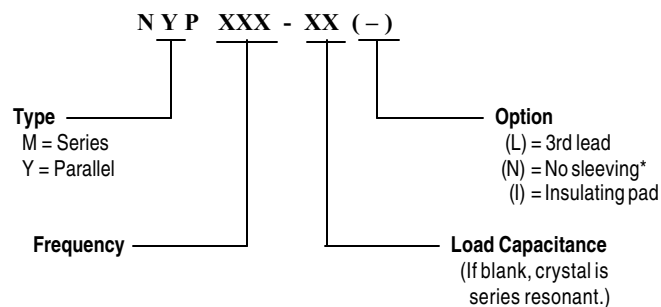 N Y P XXX - XX ( – )
Type
M = Series
Y = Parallel
Option
(L) = 3rd lead
(N) = No sleeving*
(I) = Insulating pad
Frequency
Load Capacitance
(If blank, crystal is
series resonant.)